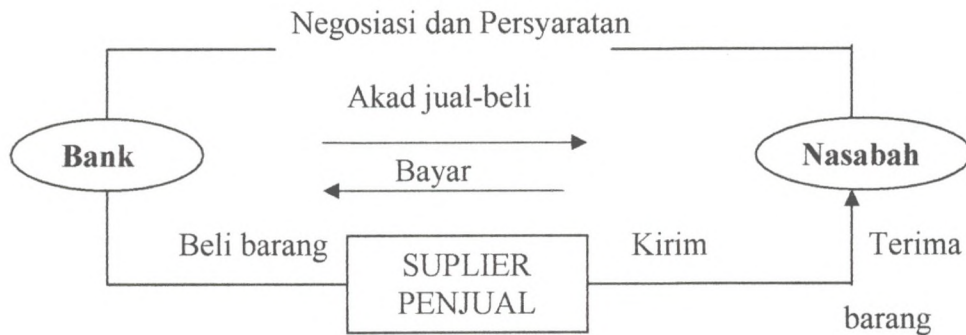 Negosiasi dan Persyaratan
Akad jual-beli
Bank
Nasabah
Bayar
Beli barang
SUPLIER
PENJUAL
Kirim
Terima
barang